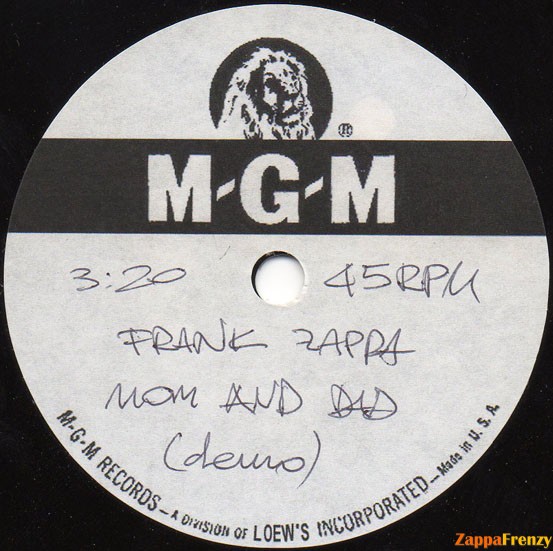 M-G-M
3:20 45RPM
FRANK ZAPPA
MOM AND DAD
(demo)
M-G-M RECORDS — A DIVISION OF LOEW'S INCORPORATED — Made in U. S. A.
ZappaFrenzy